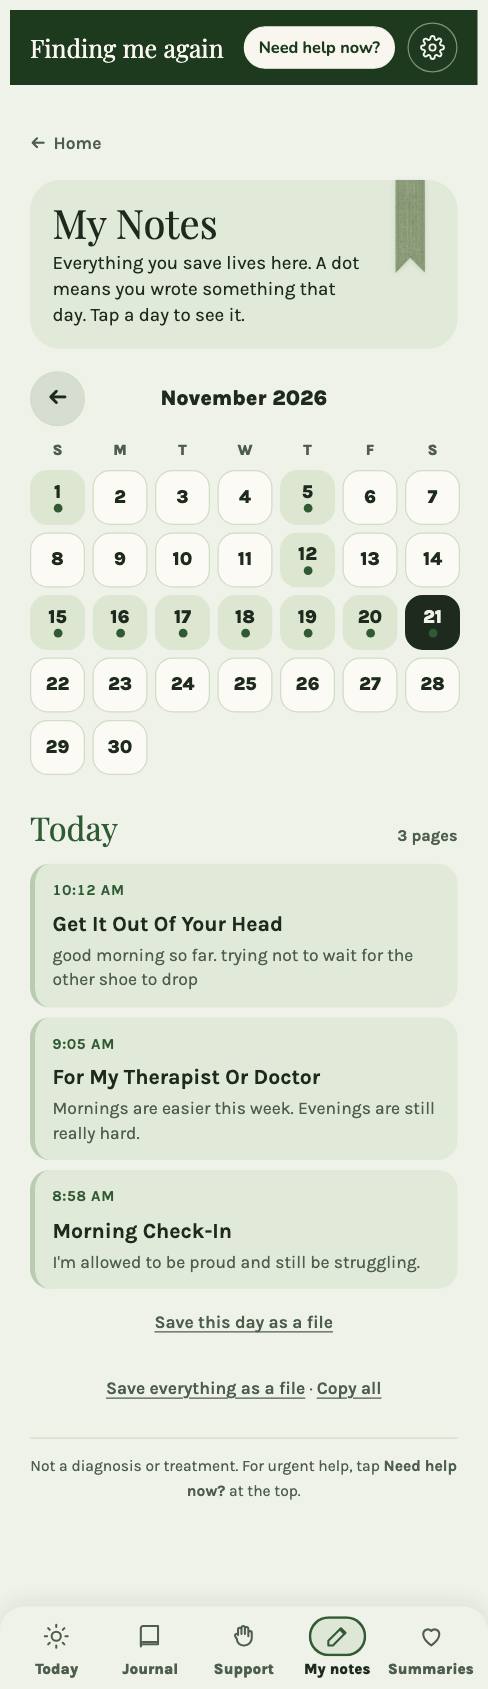 Finding me again
Need help now?
← Home
My Notes
Everything you save lives here. A dot
means you wrote something that
day. Tap a day to see it.
← November 2026
S M T W T F S
1 2 3 4 5 6 7
8 9 10 11 12 13 14
15 16 17 18 19 20 21
22 23 24 25 26 27 28
29 30
Today
3 pages
10:12 AM
Get It Out Of Your Head
good morning so far. trying not to wait for the
other shoe to drop
9:05 AM
For My Therapist Or Doctor
Mornings are easier this week. Evenings are still
really hard.
8:58 AM
Morning Check-In
I'm allowed to be proud and still be struggling.
Save this day as a file
Save everything as a file · Copy all
Not a diagnosis or treatment. For urgent help, tap Need help
now? at the top.
Today Journal Support My notes Summaries